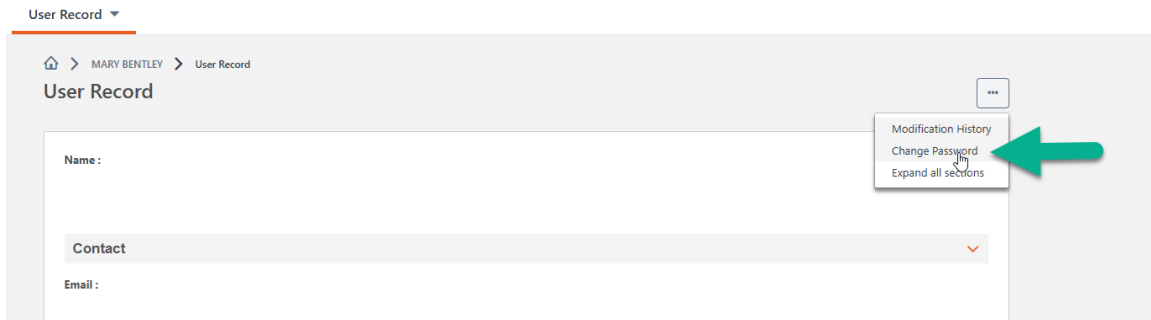 User Record
MARY BENTLEY User Record
User Record
Modification History
Change Password
Expand all sections
Name :
Contact
Email :